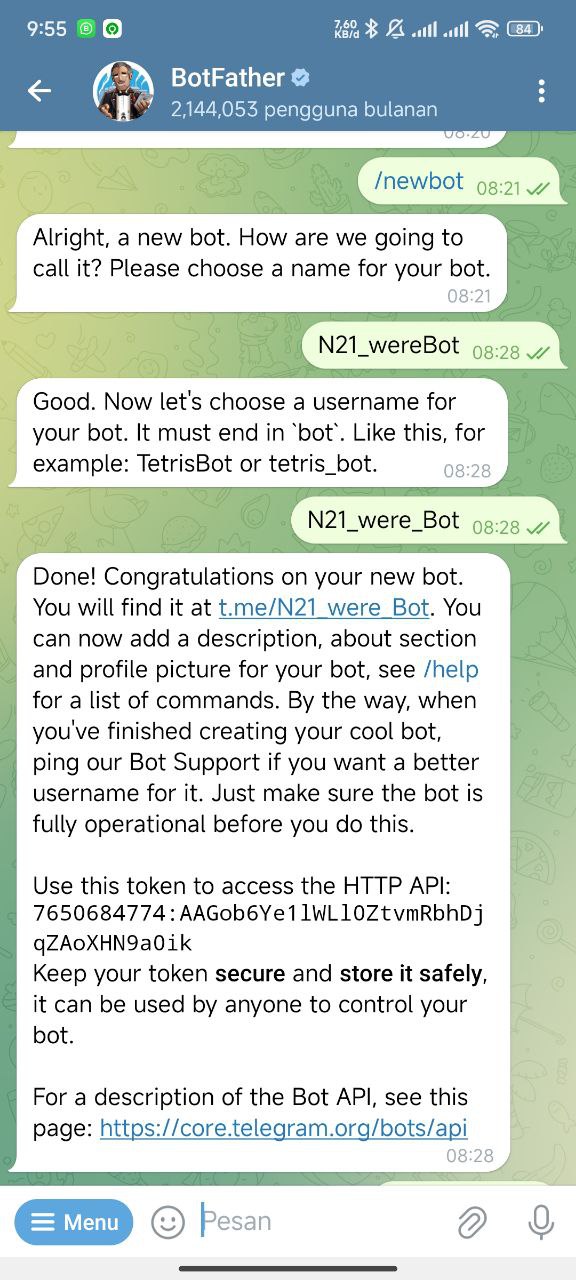 9:55
7,60
KB/d
84
BotFather
2,144,053 pengguna bulanan
08:20
/newbot 08:21
Alright, a new bot. How are we going to
call it? Please choose a name for your bot.
08:21
N21_wereBot 08:28
Good. Now let's choose a username for
your bot. It must end in `bot`. Like this, for
example: TetrisBot or tetris_bot.
08:28
N21_were_Bot 08:28
Done! Congratulations on your new bot.
You will find it at t.me/N21_were_Bot. You
can now add a description, about section
and profile picture for your bot, see /help
for a list of commands. By the way, when
you've finished creating your cool bot,
ping our Bot Support if you want a better
username for it. Just make sure the bot is
fully operational before you do this.
Use this token to access the HTTP API:
7650684774:AAGob6Ye1lWLl0ZtvmRbhDj
qZAoXHN9a0ik
Keep your token secure and store it safely,
it can be used by anyone to control your
bot.
For a description of the Bot API, see this
page: https://core.telegram.org/bots/api
08:28
Menu
Pesan